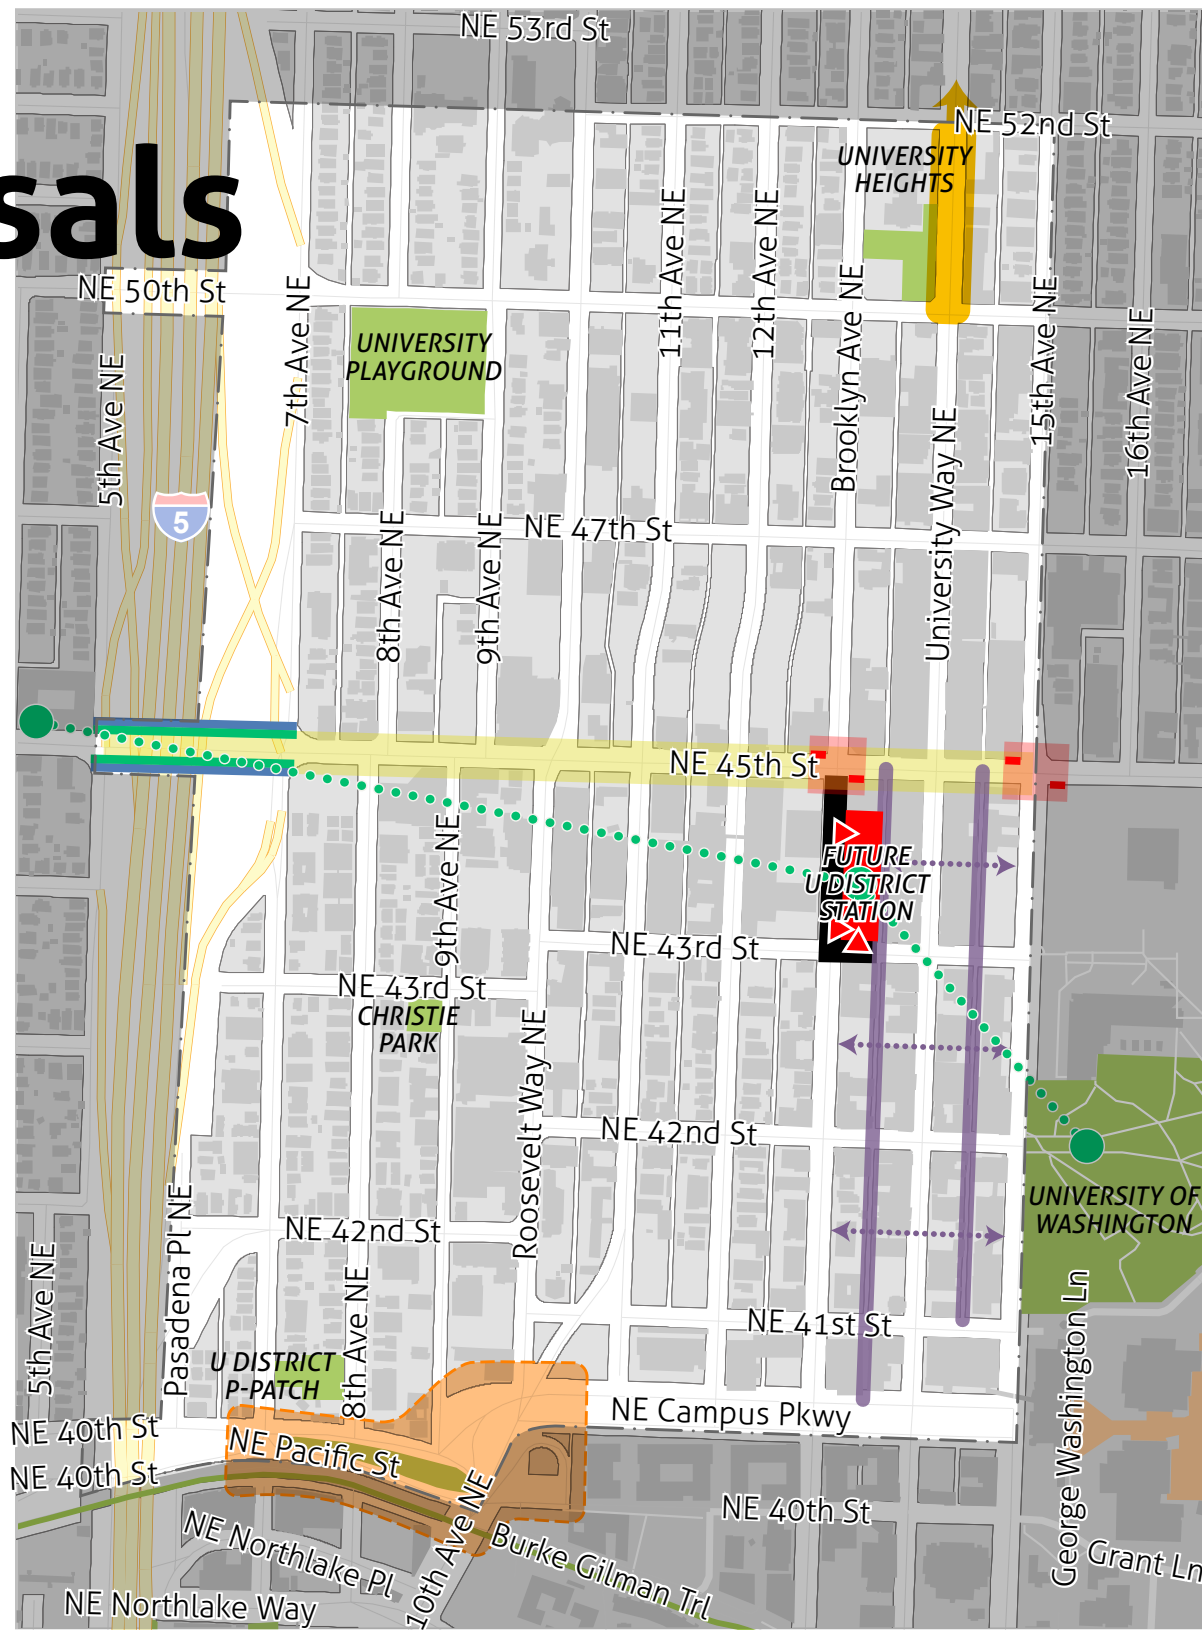 NE 53rd St
NE 52nd St
UNIVERSITY
HEIGHTS
sals
NE 50th St
5th Ave NE
7th Ave NE
UNIVERSITY
PLAYGROUND
11th Ave NE
12th Ave NE
Brooklyn Ave NE
University Way NE
15th Ave NE
16th Ave NE
5
NE 47th St
8th Ave NE
9th Ave NE
NE 45th St
FUTURE
U DISTRICT
STATION
9th Ave NE
NE 43rd St
NE 43rd St
CHRISTIE
PARK
Roosevelt Way NE
NE 42nd St
UNIVERSITY OF
WASHINGTON
Pasadena Pl NE
NE 42nd St
5th Ave NE
8th Ave NE
NE 41st St
George Washington Ln
U DISTRICT
P-PATCH
NE Campus Pkwy
NE 40th St
NE Pacific St
NE 40th St
10th Ave NE
NE 40th St
NE Northlake Pl
Burke Gilman Trl
Grant Ln
NE Northlake Way